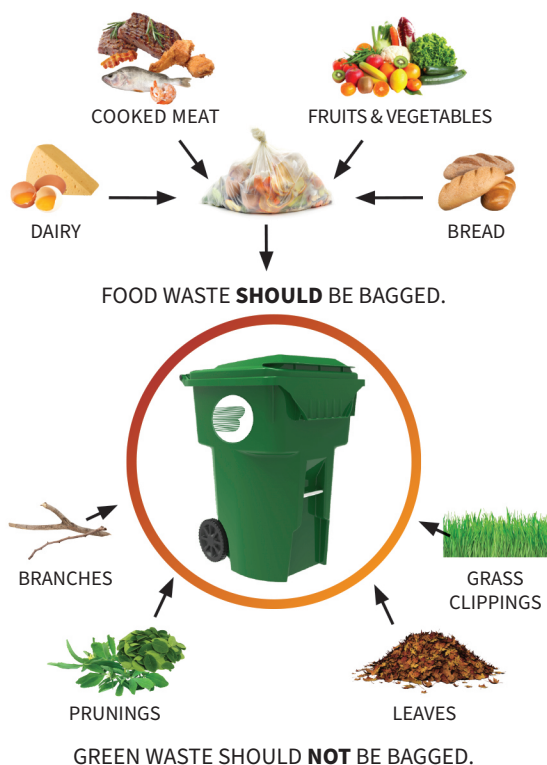 COOKED MEAT
FRUITS & VEGETABLES
DAIRY
BREAD
FOOD WASTE SHOULD BE BAGGED.
BRANCHES
GRASS
CLIPPINGS
PRUNINGS
LEAVES
GREEN WASTE SHOULD NOT BE BAGGED.